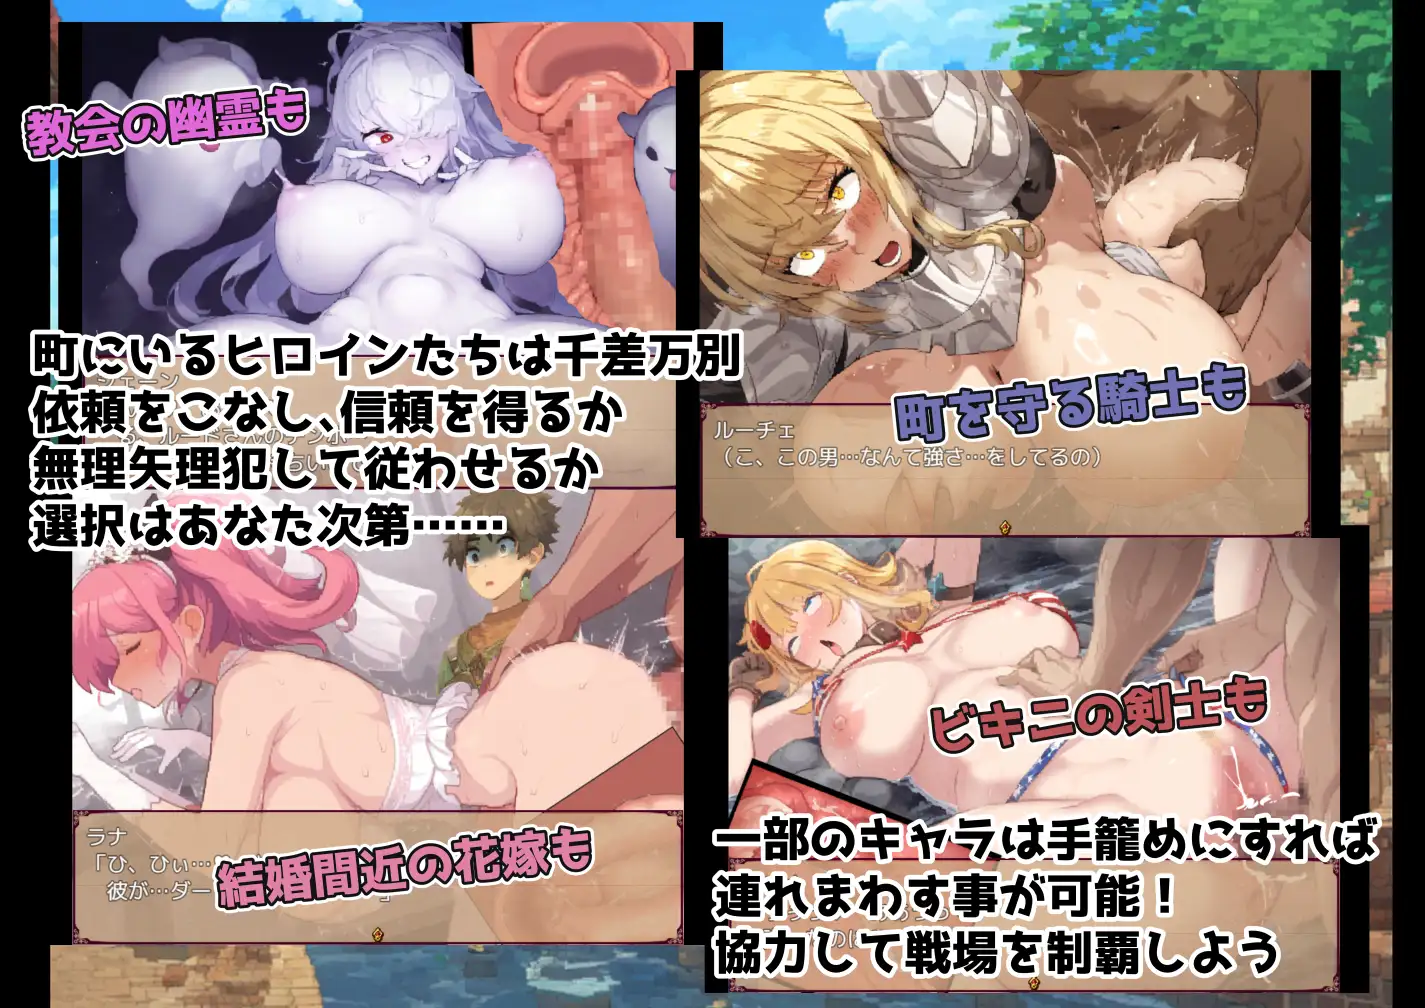 教会の幽霊も
町にいるヒロインたちは千差万別
依頼をこなし、信頼を得るか
無理矢理犯して従わせるか
選択はあなた次第……
ルーチェ
(こ、この男…なんて強さ…をしてるの)
町を守る騎士も
ラナ
「ひ、ひぃ…
彼が…ダー
結婚間近の花嫁も
ビキニの剣士も
一部のキャラは手籠めにすれば
連れまわす事が可能！
協力して戦場を制覇しよう